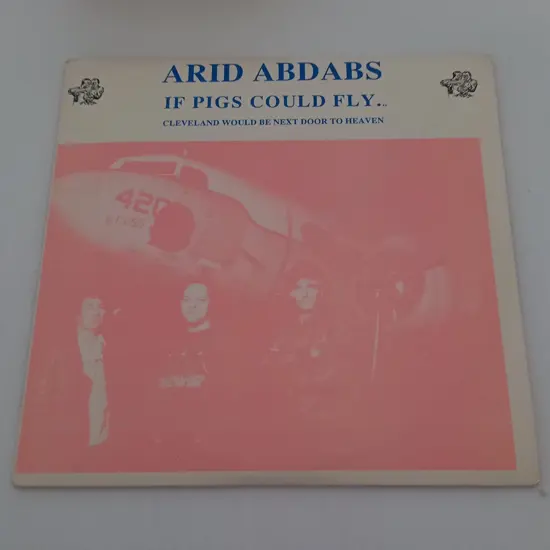 ARID ABDABS
IF PIGS COULD FLY...
CLEVELAND WOULD BE NEXT DOOR TO HEAVEN
420